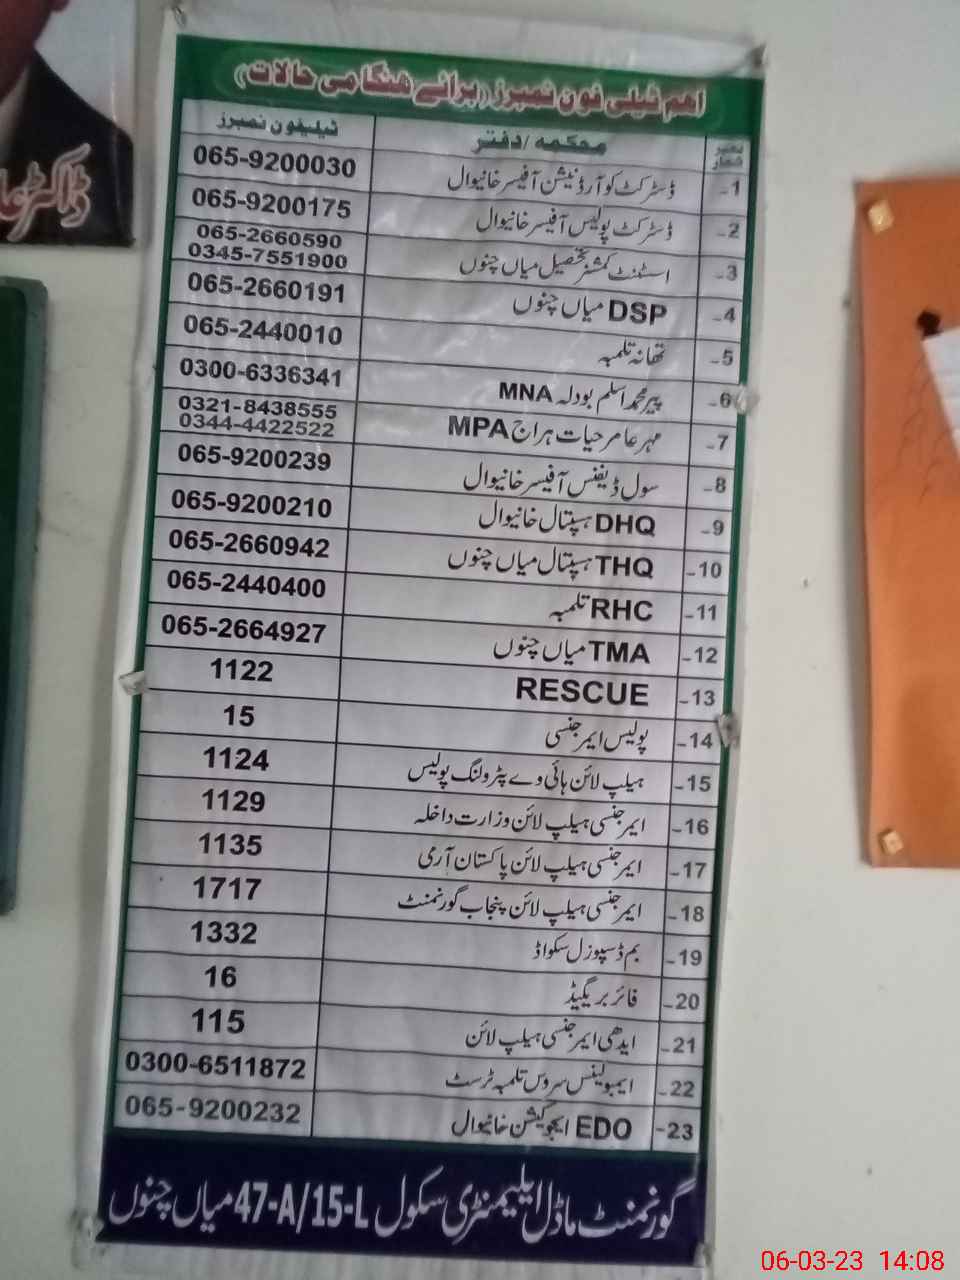 ڈاکٹر
اھم ٹیلی فون نمبرز (برائے ھنگامی حالات)
نمبر شمار محکمہ/دفتر ٹیلیفون نمبرز
1- ڈسٹرکٹ کوآرڈنیشن آفیسر خانیوال 065-9200030
2- ڈسٹرکٹ پولیس آفیسر خانیوال 065-9200175
3- اسسٹنٹ کمشنر تحصیل میاں چنوں 065-2660590
0345-7551900
4- DSP میاں چنوں 065-2660191
5- تھانہ تلمبہ 065-2440010
6- پیر محمد اسلم بودلہ MNA 0300-6336341
7- مہر عامر حیات ہراج MPA 0321-8438555
0344-4422522
8- سول ڈیفنس آفیسر خانیوال 065-9200239
9- DHQ ہسپتال خانیوال 065-9200210
10- THQ ہسپتال میاں چنوں 065-2660942
11- RHC تلمبہ 065-2440400
12- TMA میاں چنوں 065-2664927
13- RESCUE 1122
14- پولیس ایمرجنسی 15
15- ہیلپ لائن ہائی وے پٹرولنگ پولیس 1124
16- ایمرجنسی ہیلپ لائن وزارت داخلہ 1129
17- ایمرجنسی ہیلپ لائن پاکستان آرمی 1135
18- ایمرجنسی ہیلپ لائن پنجاب گورنمنٹ 1717
19- بم ڈسپوزل سکواڈ 1332
20- فائر بریگیڈ 16
21- ایدھی ایمرجنسی ہیلپ لائن 115
22- ایمبولینس سروس تلمبہ ٹرسٹ 0300-6511872
23- EDO ایجوکیشن خانیوال 065-9200232
گورنمنٹ ماڈل ایلیمنٹری سکول 47-A/15-L میاں چنوں
06-03-23 14:08